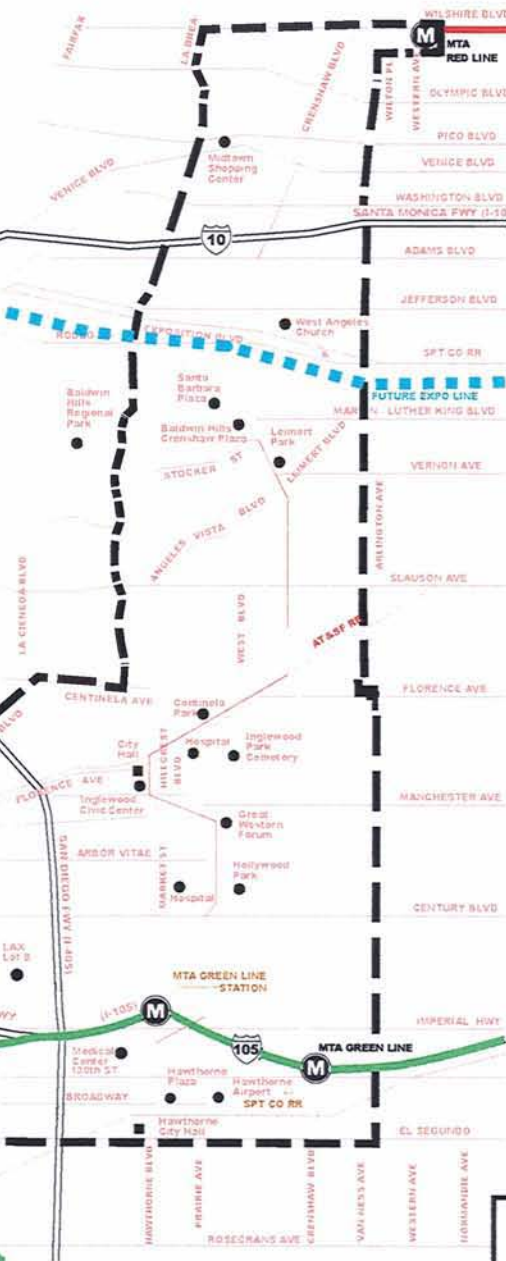 WILSHIRE BLVD
M
MTA
RED LINE
FAIRFAX
LA BREA
CRENSHAW BLVD
WILTON PL
WESTERN AVE
OLYMPIC BLVD
PICO BLVD
Midtown
Shopping
Center
VENICE BLVD
VENICE BLVD
WASHINGTON BLVD
SANTA MONICA FWY (I-10
10
ADAMS BLVD
JEFFERSON BLVD
West Angeles
Church
RODEO
EXPOSITION BLVD
SPT CO RR
FUTURE EXPO LINE
Santa
Barbara
Plaza
Baldwin
Hills
Regional
Park
MAR N LUTHER KING BLVD
Baldwin Hills
Crenshaw Plaza
Leimert
Park
LEIMERT BLVD
STOCKER ST
VERNON AVE
ARLINGTON AVE
ANGELES VISTA BLVD
LA CIENEGA BLVD
SLAUSON AVE
WEST BLVD
AT&SF RR
CENTINELA AVE
FLORENCE AVE
Centinela
Park
BLVD
City
Hall
HILLCREST
BLVD
Hospital
Inglewood
Park
Cemetery
FLORENCE AVE
Inglewood
Civic Center
MANCHESTER AVE
Great
Western
Forum
SAN DIEGO FWY (I-405)
ARBOR VITAE
MARKET ST
Hospital
Hollywood
Park
CENTURY BLVD
LAX
Lot B
MTA GREEN LINE
STATION
WY
(I-105)
M
IMPERIAL HWY
105
MTA GREEN LINE
M
Medical
Center
120th ST
Hawthorne
Plaza
Hawthorne
Airport
BROADWAY
SPT CO RR
Hawthorne
City Hall
EL SEGUNDO
HAWTHORNE BLVD
PRAIRIE AVE
CRENSHAW BLVD
VAN NESS AVE
WESTERN AVE
NORMANDIE AVE
ROSECRANS AVE